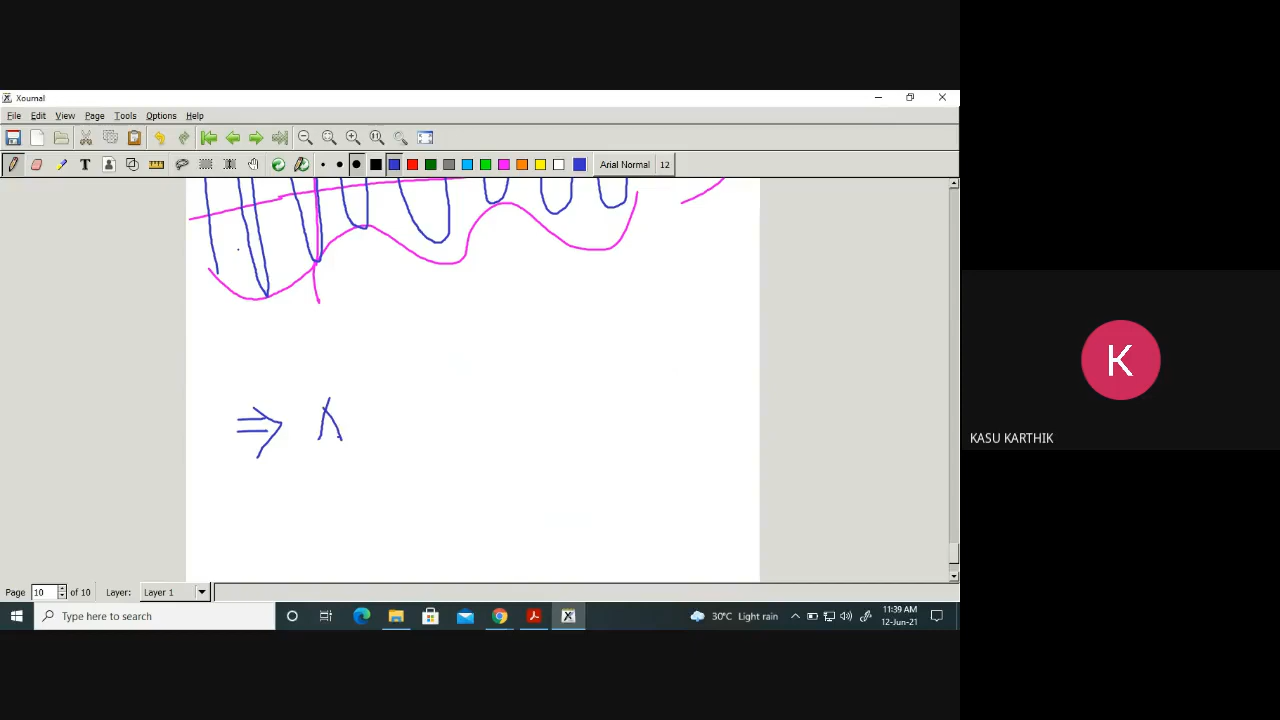 Xournal
File Edit View Page Tools Options Help
T Arial Normal 12
⇒
K
KASU KARTHIK
Page 10 of 10 Layer: Layer 1
Type here to search 30°C Light rain 11:39 AM
12-Jun-21